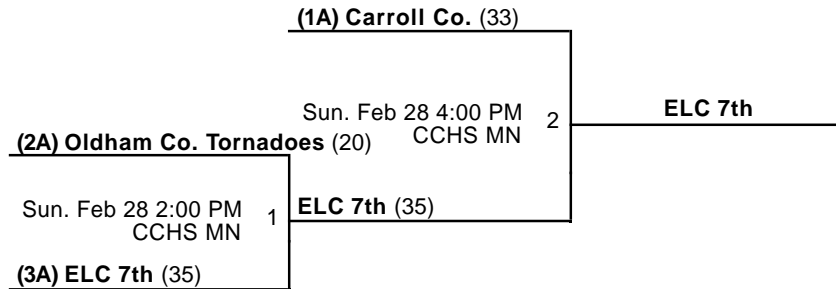 (1A) Carroll Co. (33)
Sun. Feb 28 4:00 PM
CCHS MN
2
ELC 7th
(2A) Oldham Co. Tornadoes (20)
Sun. Feb 28 2:00 PM
CCHS MN
1
ELC 7th (35)
(3A) ELC 7th (35)